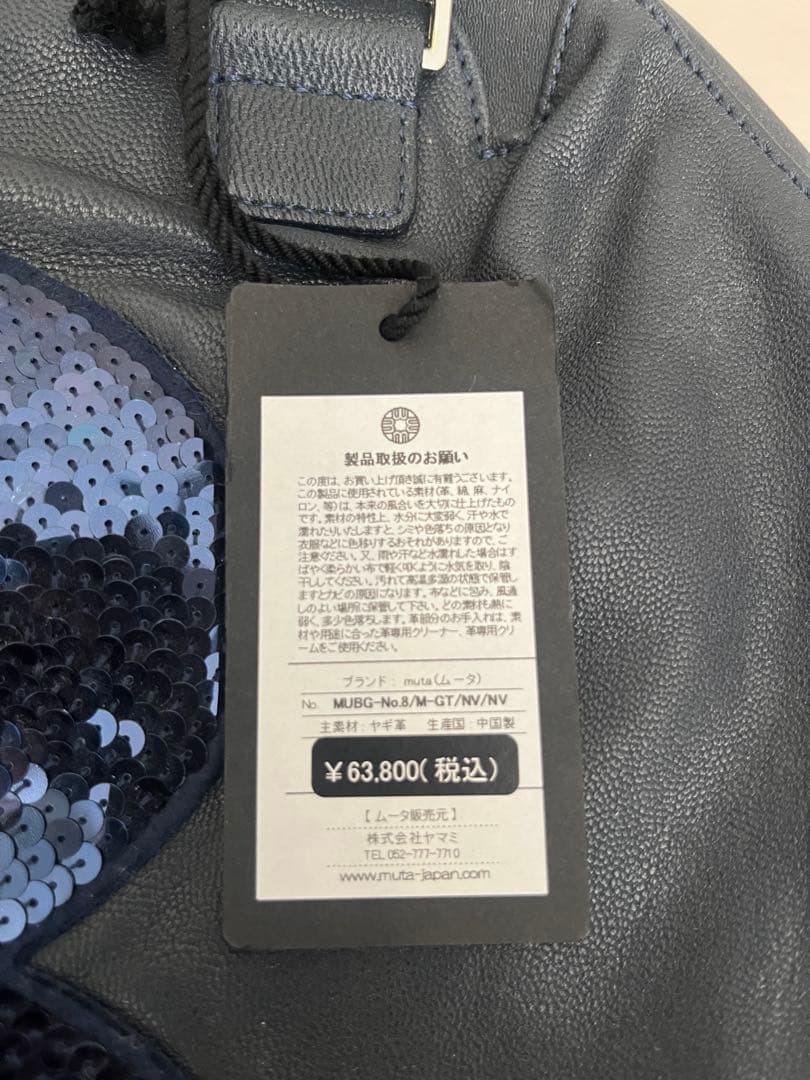 製品取扱のお願い
この度は、お買い上げ頂き誠に有難うございます。
この製品に使用されている素材(革、綿、麻、ナイ
ロン、等)は、本来の風合いを大切に仕上げたもの
です。素材の特性上、水分に大変弱く、汗や水で
濡れたりいたしますと、シミや色落ちの原因となり
衣服などに色移りするおそれがありますので、ご
注意ください。又、雨や汗など水濡れした場合はす
ばやく柔らかい布で軽く叩くように水気を取り、陰
干ししてください。汚れて高温多湿の状態で保管し
ますとカビの原因になります。布などに包み、風通
しのよい場所に保管して下さい。どの素材も熱に
弱く、多少色落ちします。革部分のお手入れは、素
材や用途に合った革専用クリーナー、革専用クリ
ームをご使用ください。
ブランド： muta(ムータ)
No. MUBG-No.8/M-GT/NV/NV
主素材：ヤギ革 生産国：中国製
￥63,800(税込)
【 ムータ販売元 】
株式会社ヤマミ
TEL 052-777-7710
www.muta-japan.com